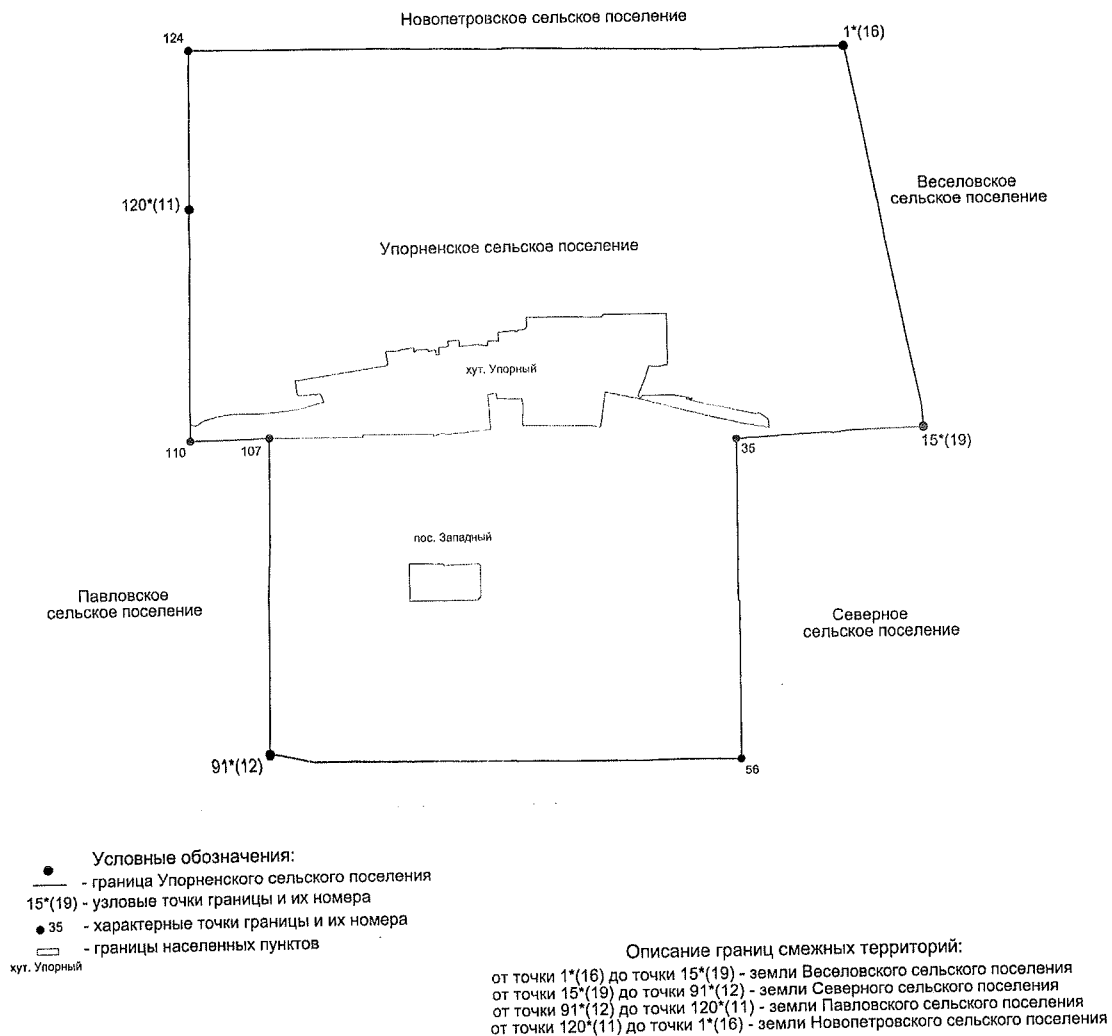 Новопетровское сельское поселение
124
1*(16)
Веселовское
сельское поселение
120*(11)
Упорненское сельское поселение
хут. Упорный
110
107
35
15*(19)
пос. Западный
Павловское
сельское поселение
Северное
сельское поселение
91*(12)
56
Условные обозначения:
- граница Упорненского сельского поселения
15*(19) - узловые точки границы и их номера
35 - характерные точки границы и их номера
- границы населенных пунктов
хут. Упорный
Описание границ смежных территорий:
от точки 1*(16) до точки 15*(19) - земли Веселовского сельского поселения
от точки 15*(19) до точки 91*(12) - земли Северного сельского поселения
от точки 91*(12) до точки 120*(11) - земли Павловского сельского поселения
от точки 120*(11) до точки 1*(16) - земли Новопетровского сельского поселения